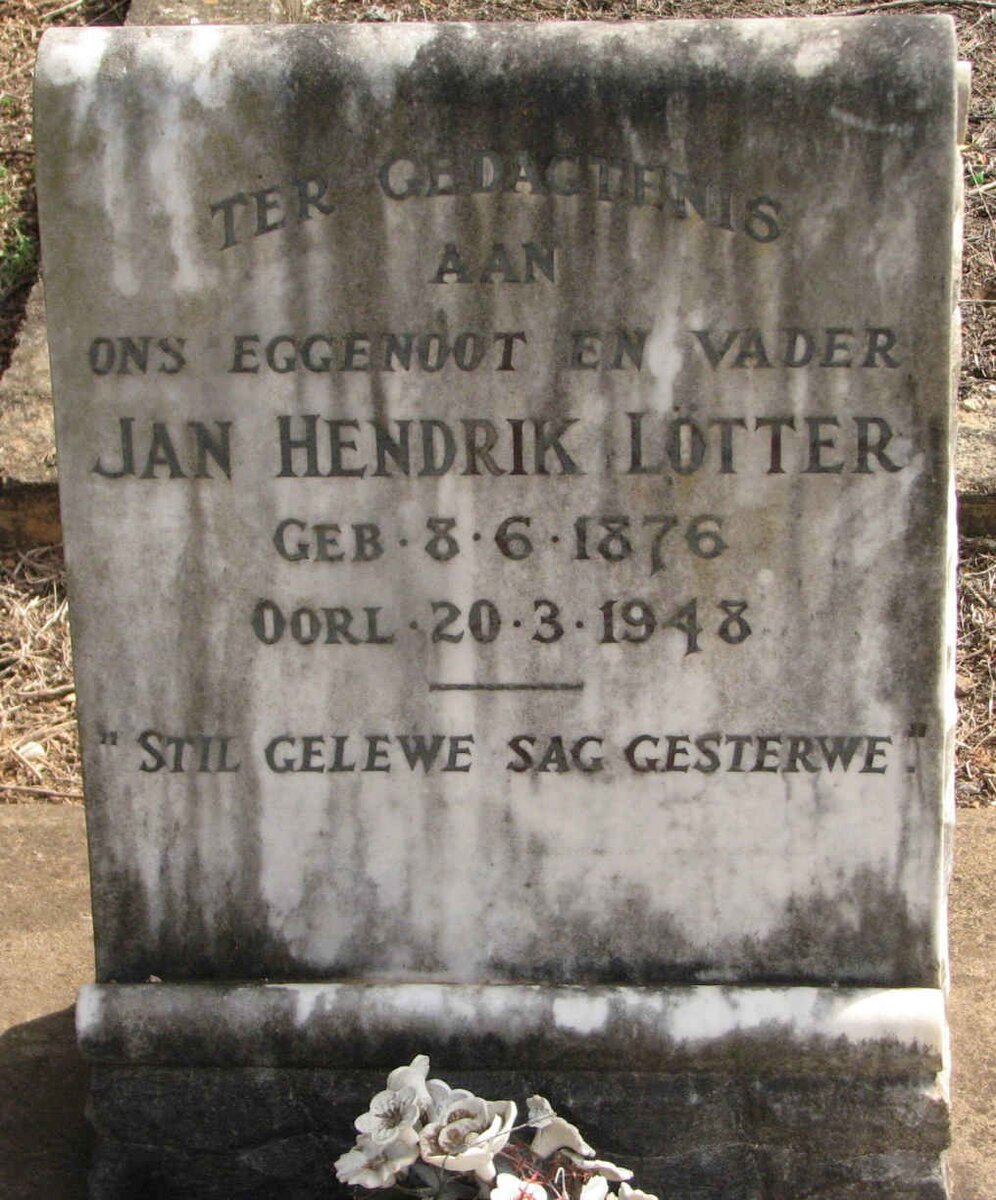 TER GEDACTENIS
AAN
ONS EGGENOOT EN VADER
JAN HENDRIK LÖTTER
GEB·8·6·1876
OORL·20·3·1948
"STIL GELEWE SAG GESTERWE."